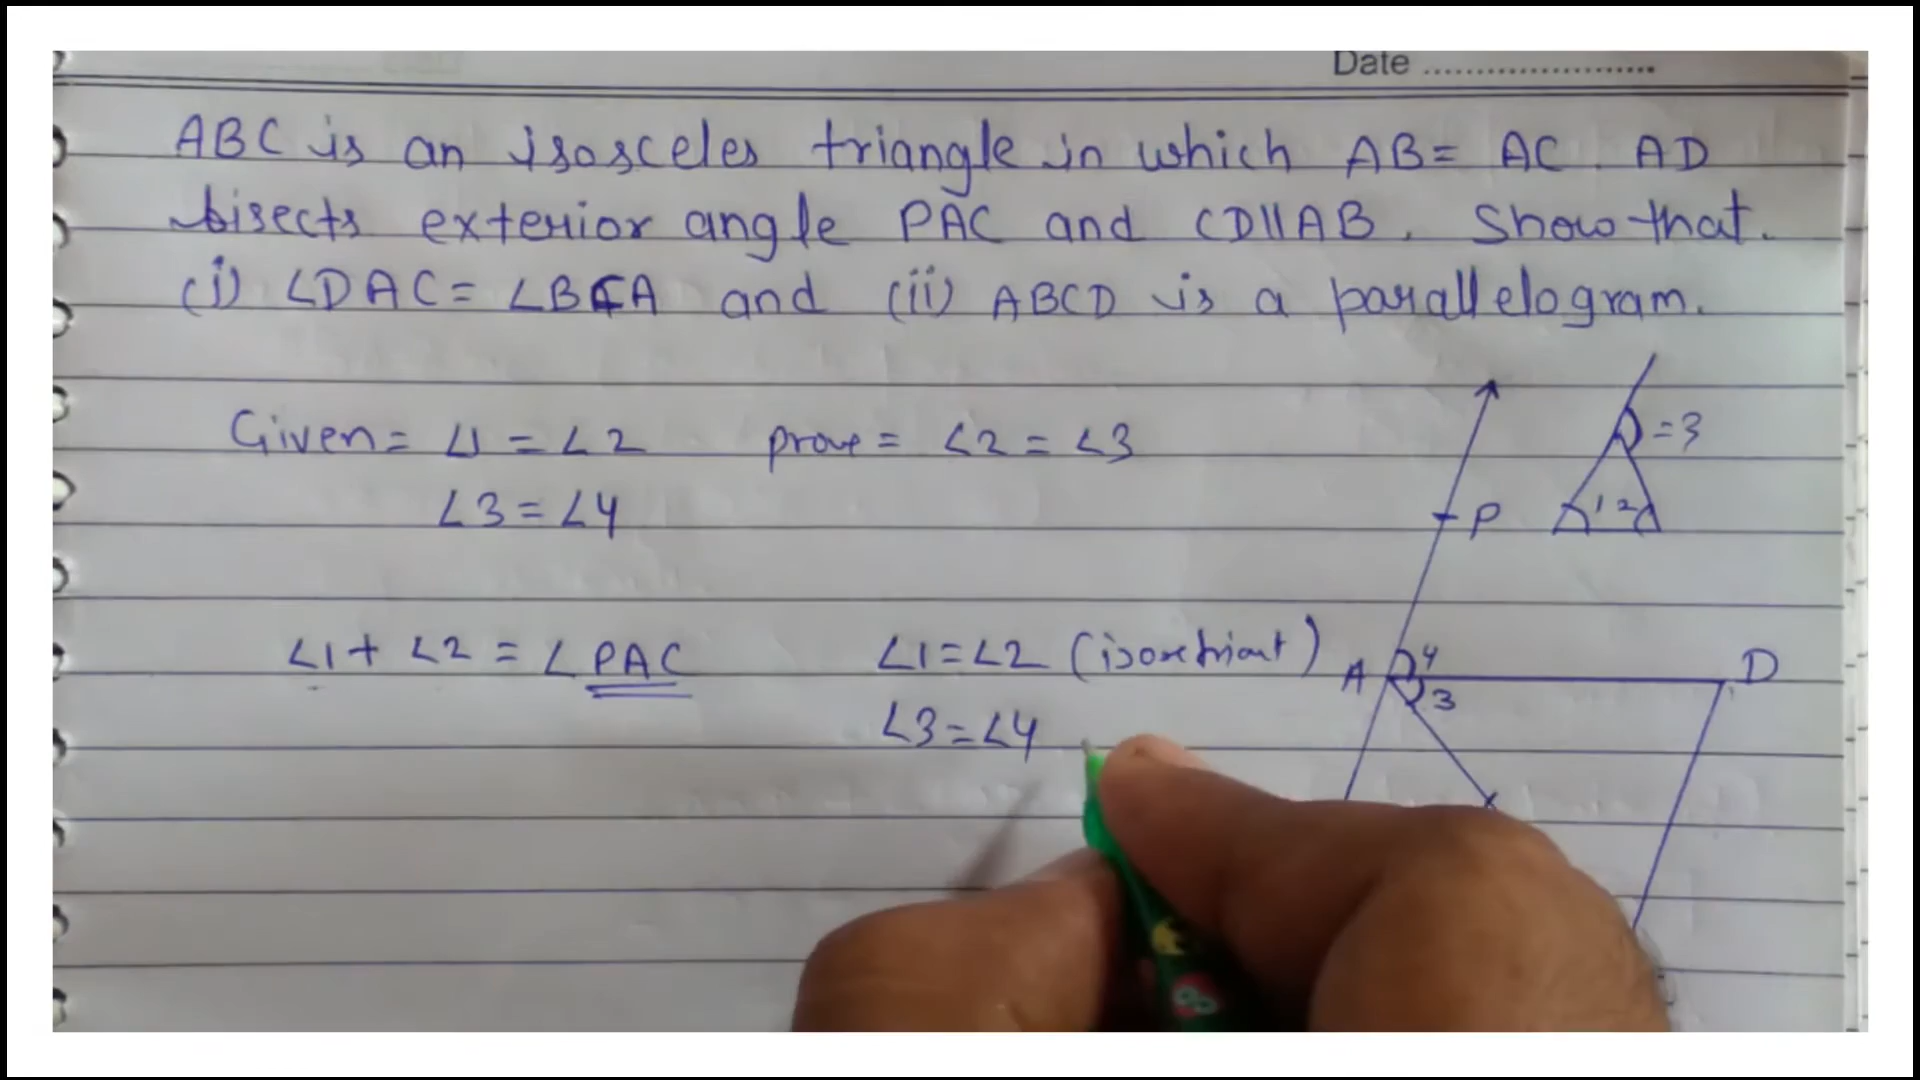 Date ........................
ABC is an isosceles triangle in which AB = AC . AD
bisects exterior angle PAC and CD||AB . Show that .
(i) ∠DAC = ∠BCA and (ii) ABCD is a parallelogram.
Given = ∠1 = ∠2 prove = ∠2 = ∠3
∠3 = ∠4
= 3
1 2
P
∠1 + ∠2 = ∠PAC
∠1 = ∠2 ( )
∠3 = ∠4
A 4 D
3